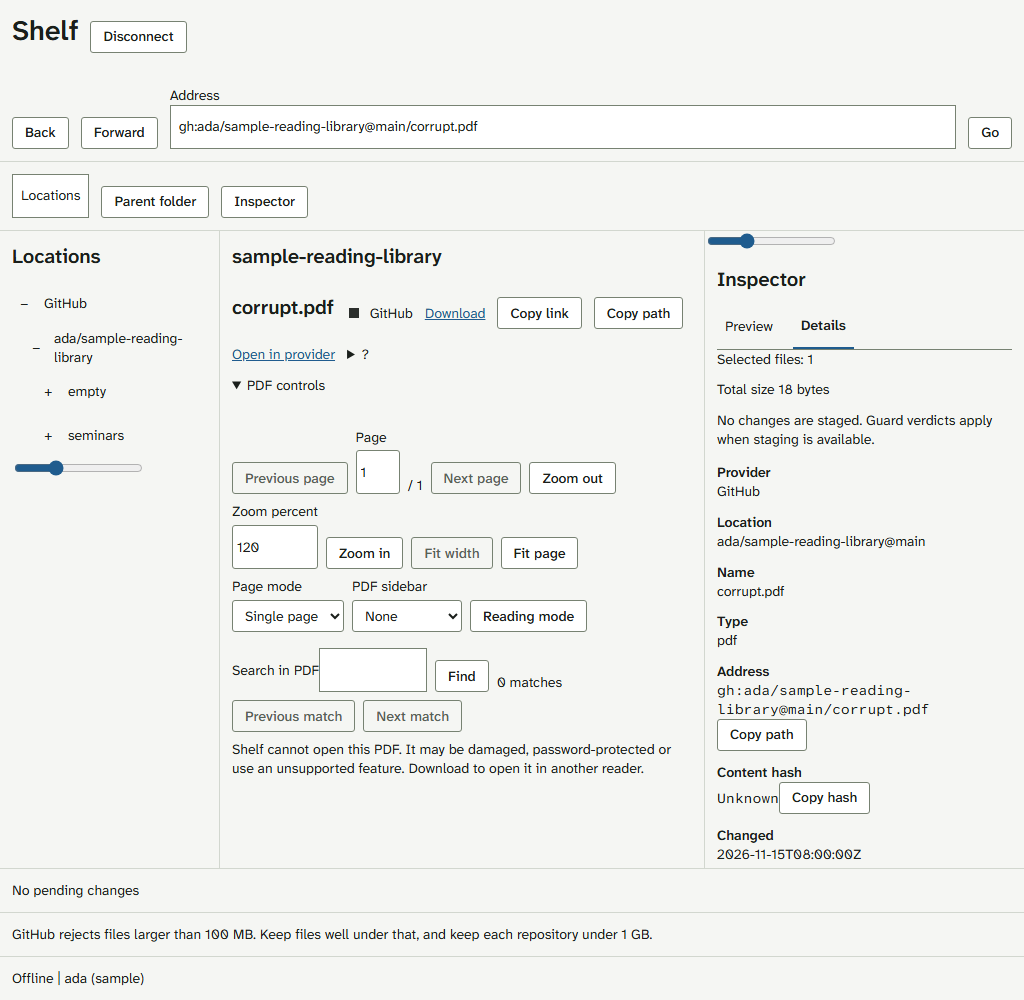 Shelf
Disconnect
Address
Back
Forward
gh:ada/sample-reading-library@main/corrupt.pdf
Go
Locations
Parent folder
Inspector
Locations
− GitHub
− ada/sample-reading-
library
+ empty
+ seminars
sample-reading-library
corrupt.pdf
GitHub
Download
Copy link
Copy path
Open in provider
?
PDF controls
Page
Previous page
1
/ 1
Next page
Zoom out
Zoom percent
120
Zoom in
Fit width
Fit page
Page mode
PDF sidebar
Single page
None
Reading mode
Search in PDF
Find
0 matches
Previous match
Next match
Shelf cannot open this PDF. It may be damaged, password-protected or
use an unsupported feature. Download to open it in another reader.
Inspector
Preview
Details
Selected files: 1
Total size 18 bytes
No changes are staged. Guard verdicts apply
when staging is available.
Provider
GitHub
Location
ada/sample-reading-library@main
Name
corrupt.pdf
Type
pdf
Address
gh:ada/sample-reading-
library@main/corrupt.pdf
Copy path
Content hash
Unknown
Copy hash
Changed
2026-11-15T08:00:00Z
No pending changes
GitHub rejects files larger than 100 MB. Keep files well under that, and keep each repository under 1 GB.
Offline | ada (sample)